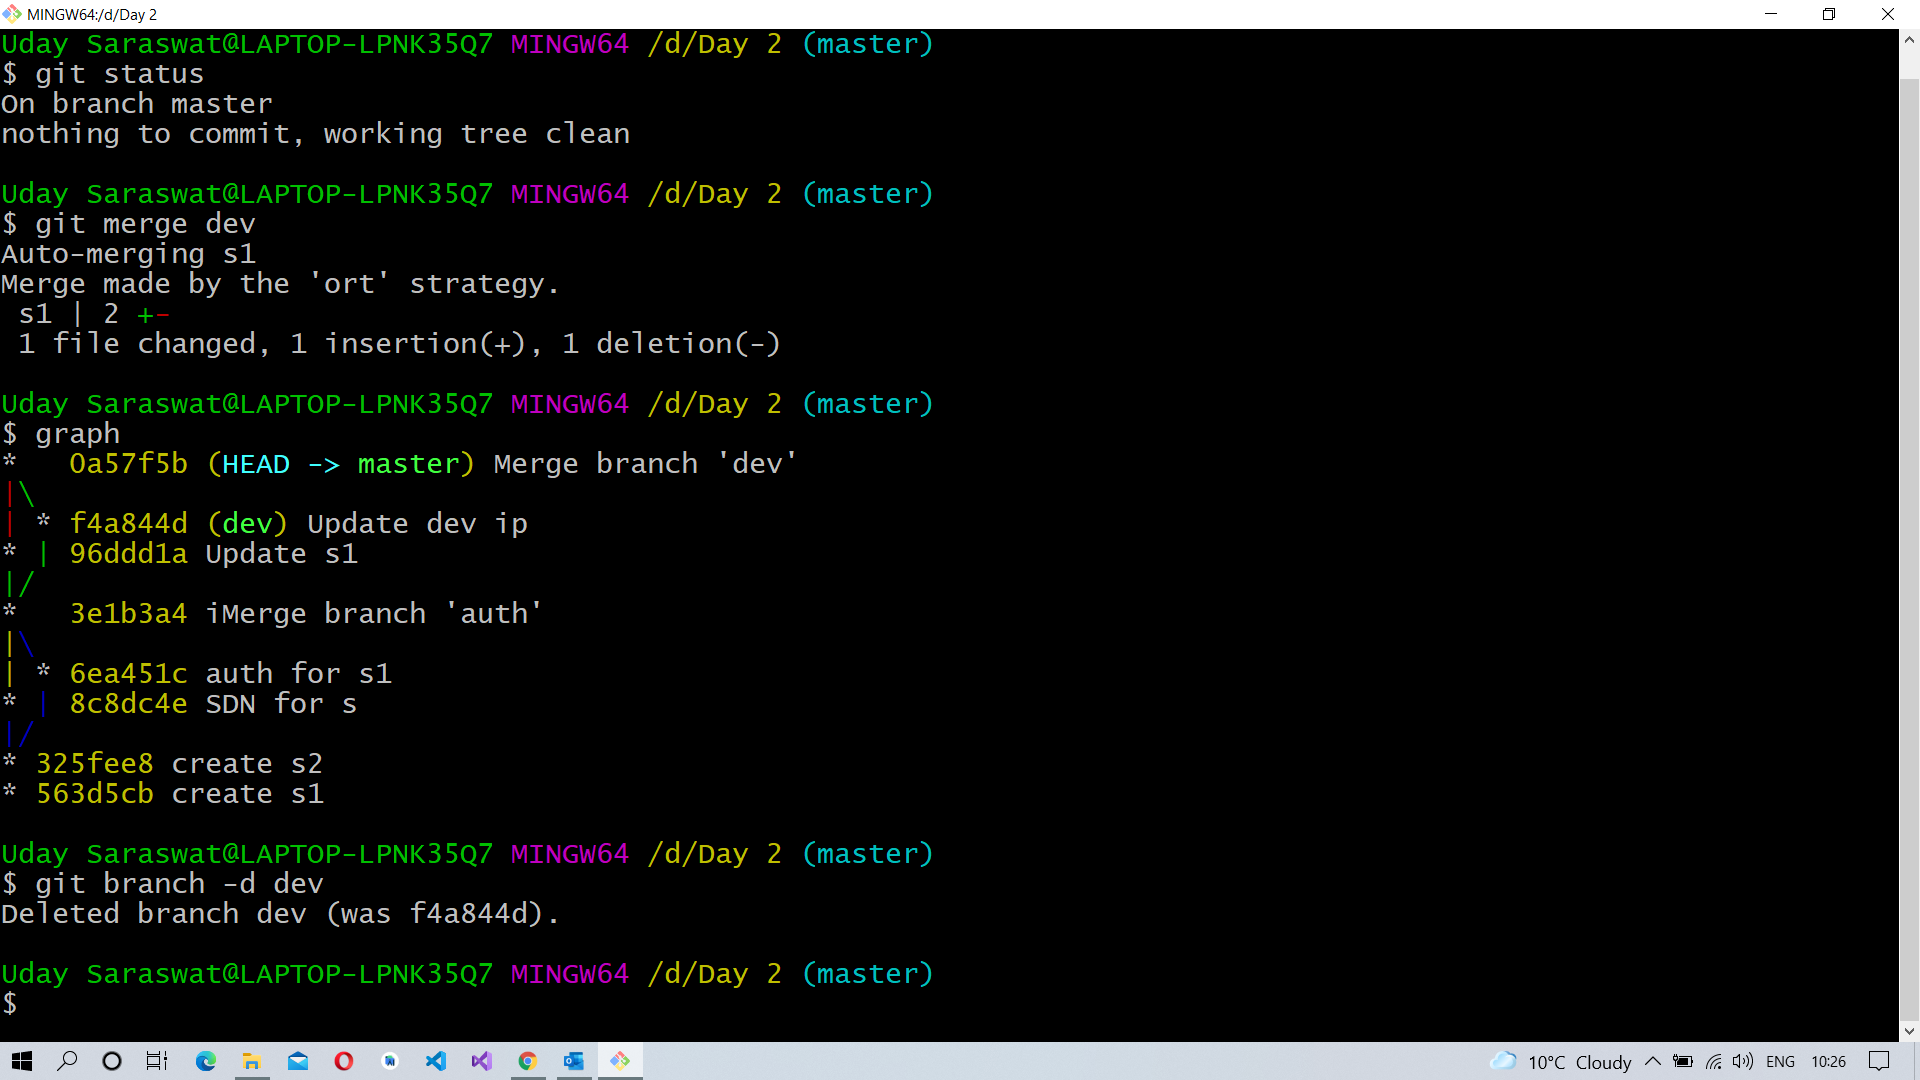 MINGW64:/d/Day 2
Uday Saraswat@LAPTOP-LPNK35Q7 MINGW64 /d/Day 2 (master)
$ git status
On branch master
nothing to commit, working tree clean
Uday Saraswat@LAPTOP-LPNK35Q7 MINGW64 /d/Day 2 (master)
$ git merge dev
Auto-merging s1
Merge made by the 'ort' strategy.
 s1 | 2 +-
 1 file changed, 1 insertion(+), 1 deletion(-)
Uday Saraswat@LAPTOP-LPNK35Q7 MINGW64 /d/Day 2 (master)
$ graph
*   0a57f5b (HEAD -> master) Merge branch 'dev'
|\
| * f4a844d (dev) Update dev ip
* | 96ddd1a Update s1
|/
*   3e1b3a4 iMerge branch 'auth'
|\
| * 6ea451c auth for s1
* | 8c8dc4e SDN for s
|/
* 325fee8 create s2
* 563d5cb create s1
Uday Saraswat@LAPTOP-LPNK35Q7 MINGW64 /d/Day 2 (master)
$ git branch -d dev
Deleted branch dev (was f4a844d).
Uday Saraswat@LAPTOP-LPNK35Q7 MINGW64 /d/Day 2 (master)
$
10°C Cloudy ENG 10:26